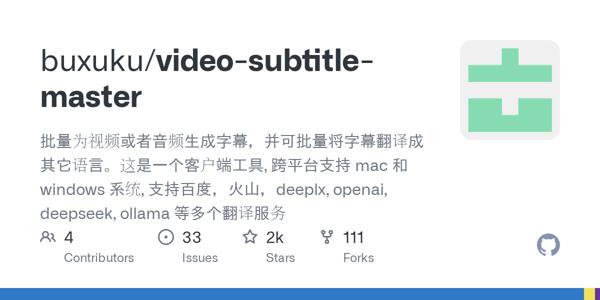 buxuku/video-subtitle-
master
批量为视频或者音频生成字幕，并可批量将字幕翻译成
其它语言。这是一个客户端工具, 跨平台支持 mac 和
windows 系统, 支持百度，火山，deeplx, openai,
deepseek, ollama 等多个翻译服务
4 33 2k 111
Contributors Issues Stars Forks